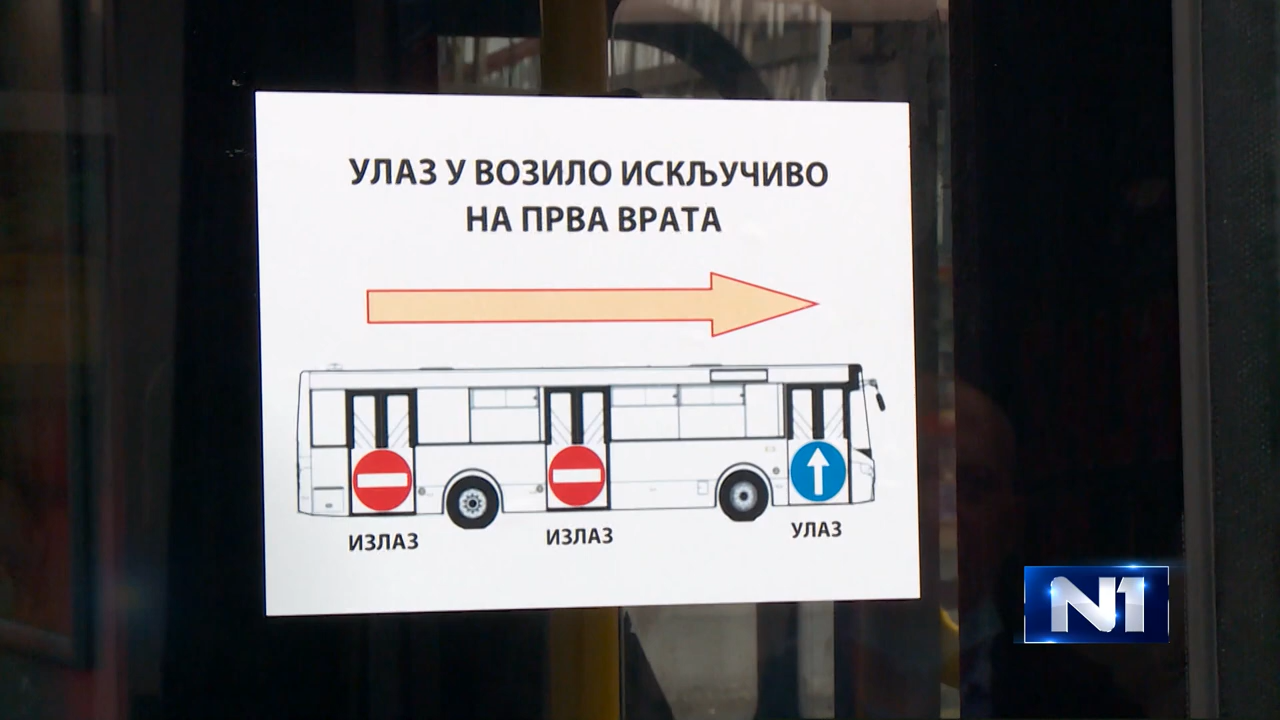 УЛАЗ У ВОЗИЛО ИСКЉУЧИВО
НА ПРВА ВРАТА
ИЗЛАЗ
ИЗЛАЗ
УЛАЗ
N1